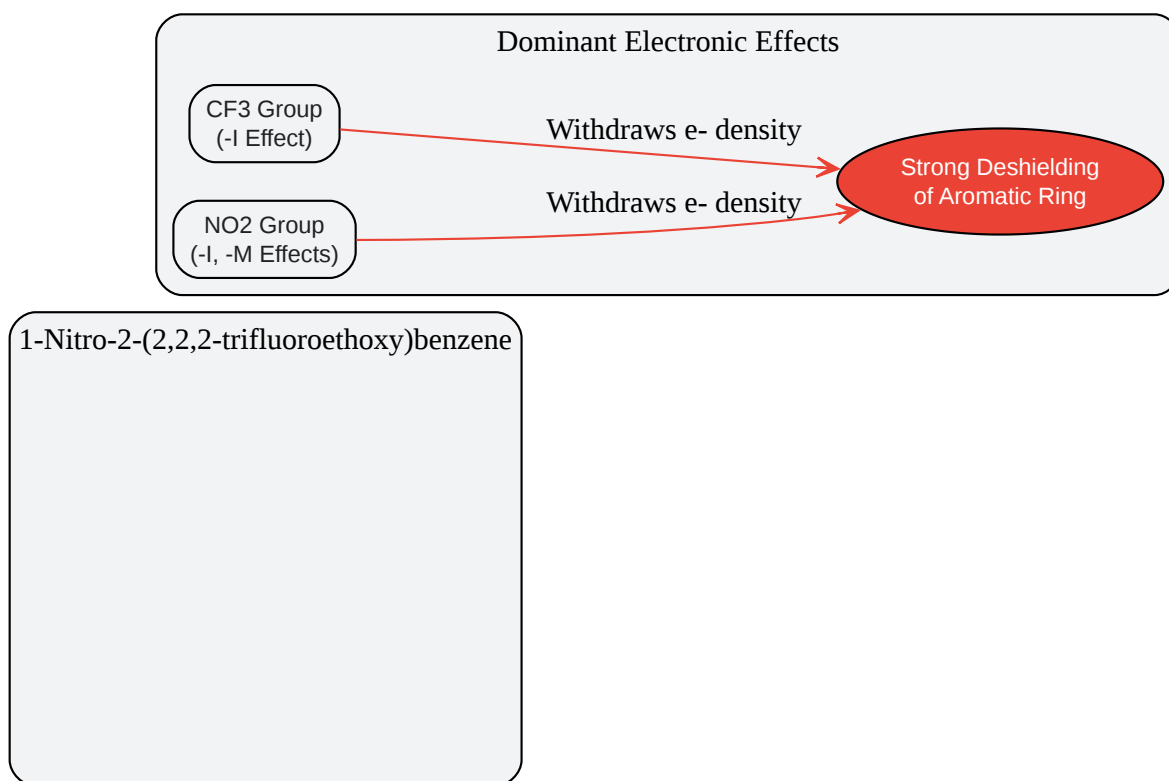 Dominant Electronic Effects
CF3 Group
(-I Effect)
Withdraws e- density
Strong Deshielding
of Aromatic Ring
Withdraws e- density
NO2 Group
(-I, -M Effects)
1-Nitro-2-(2,2,2-trifluoroethoxy)benzene